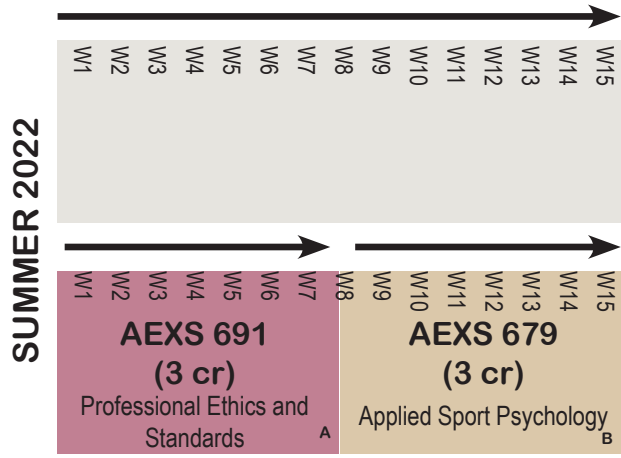 SUMMER 2022
W1 W2 W3 W4 W5 W6 W7 W8 W9 W10 W11 W12 W13 W14 W15
W1 W2 W3 W4 W5 W6 W7 W8 W9 W10 W11 W12 W13 W14 W15
AEXS 691
(3 cr)
Professional Ethics and
Standards
A
AEXS 679
(3 cr)
Applied Sport Psychology
B